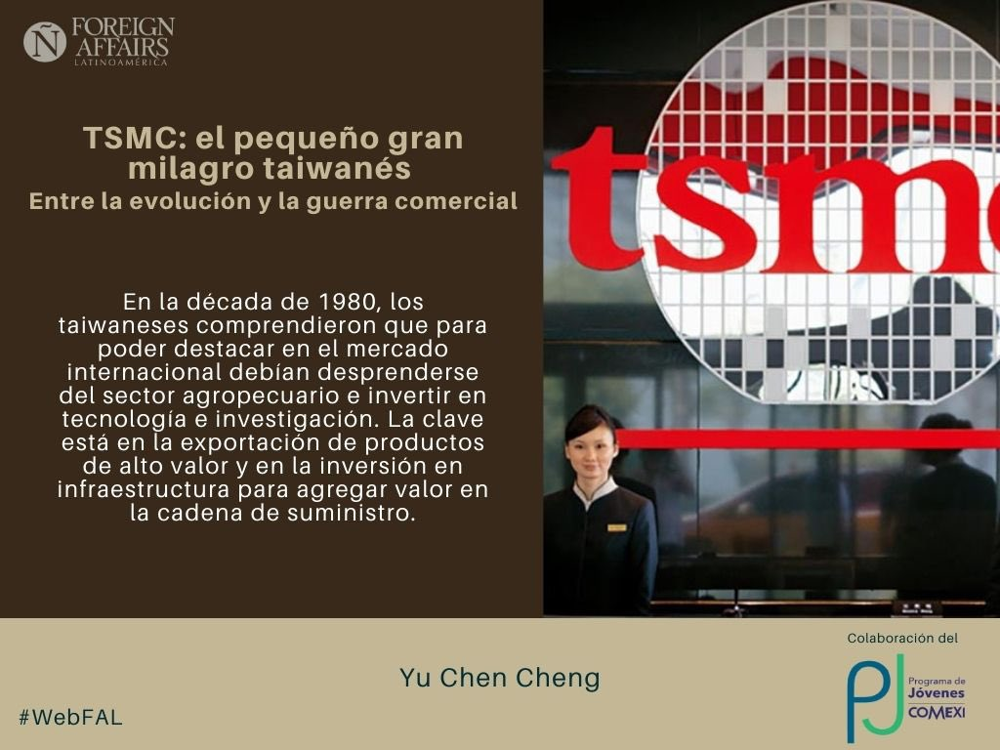 Ñ FOREIGN
AFFAIRS
LATINOAMÉRICA
TSMC: el pequeño gran
milagro taiwanés
Entre la evolución y la guerra comercial
En la década de 1980, los
taiwaneses comprendieron que para
poder destacar en el mercado
internacional debían desprenderse
del sector agropecuario e invertir en
tecnología e investigación. La clave
está en la exportación de productos
de alto valor y en la inversión en
infraestructura para agregar valor en
la cadena de suministro.
tsmc
Yu Chen Cheng
#WebFAL
Colaboración del
PJ
Programa de
Jóvenes
COMEXI